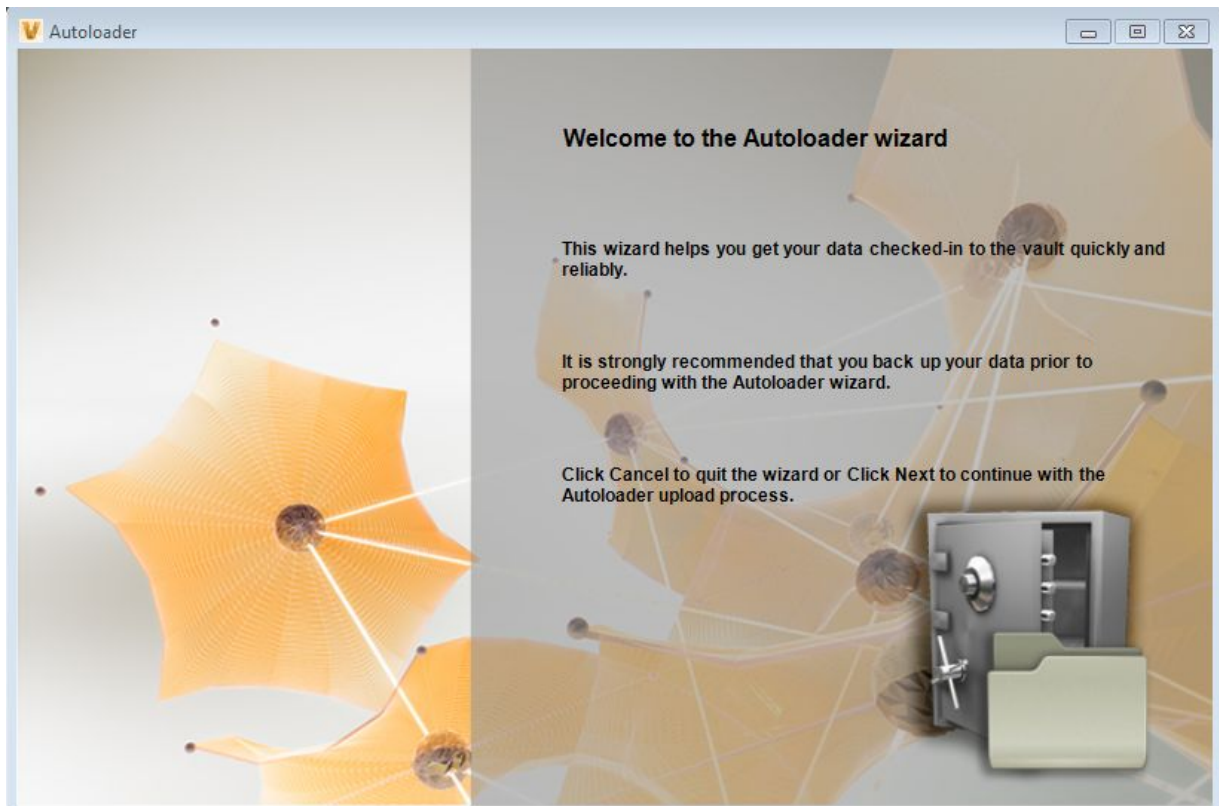 Autoloader
Welcome to the Autoloader wizard
This wizard helps you get your data checked-in to the vault quickly and
reliably.
It is strongly recommended that you back up your data prior to
proceeding with the Autoloader wizard.
Click Cancel to quit the wizard or Click Next to continue with the
Autoloader upload process.